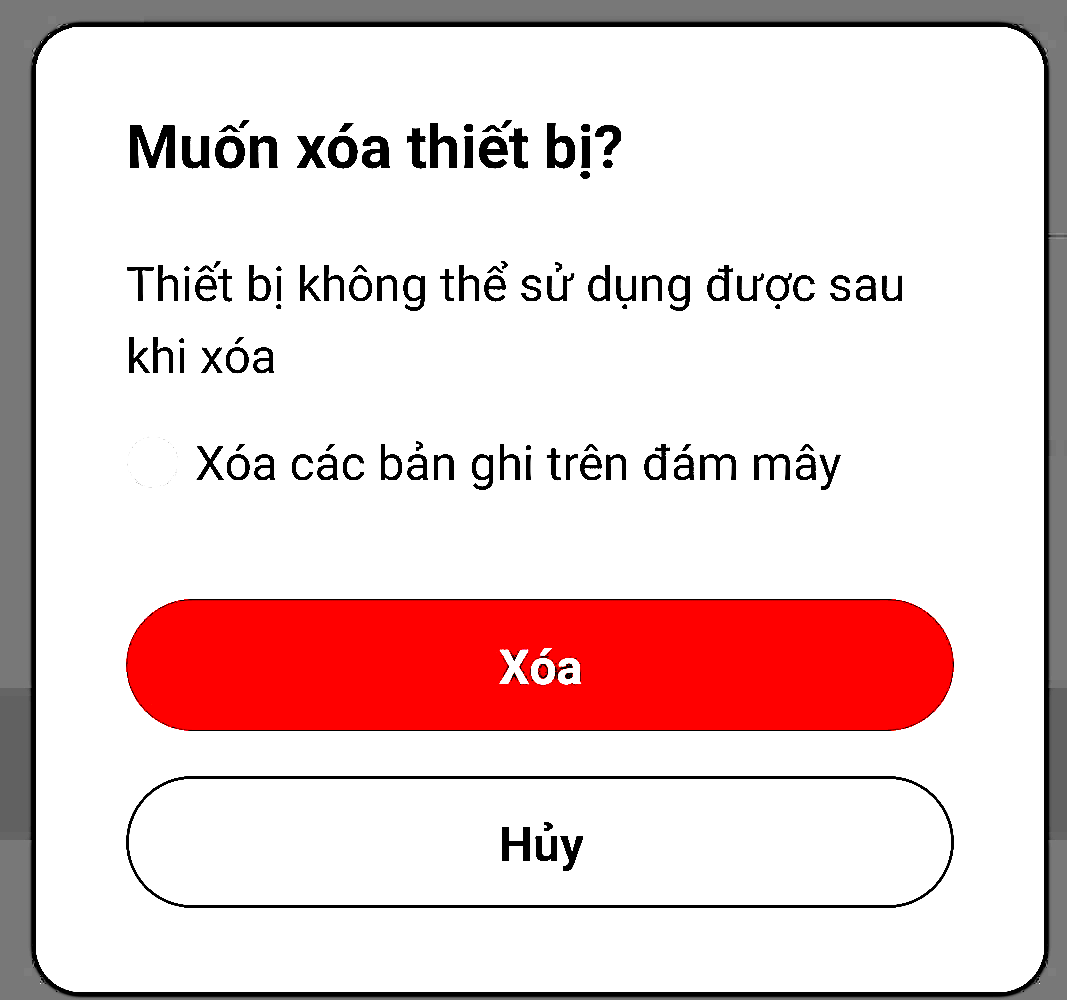 Muốn xóa thiết bị?
Thiết bị không thể sử dụng được sau
khi xóa
Xóa các bản ghi trên đám mây
Xóa
Hủy